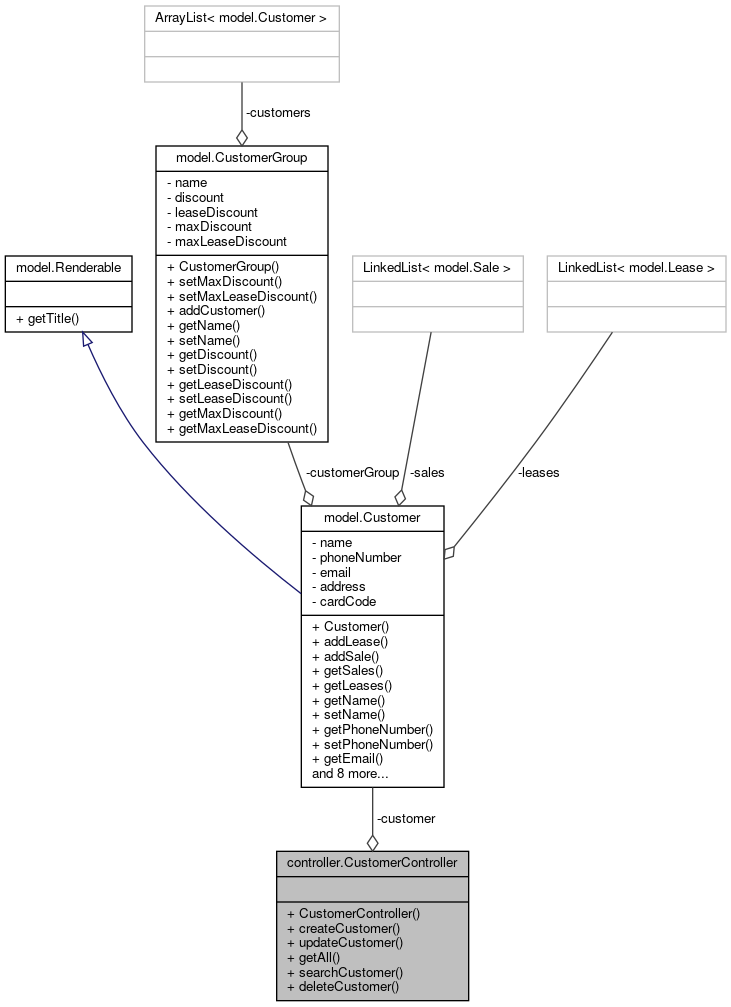 ArrayList< model.Customer >
-customers
model.CustomerGroup
- name
- discount
- leaseDiscount
- maxDiscount
- maxLeaseDiscount
+ CustomerGroup()
+ setMaxDiscount()
+ setMaxLeaseDiscount()
+ addCustomer()
+ getName()
+ setName()
+ getDiscount()
+ setDiscount()
+ getLeaseDiscount()
+ setLeaseDiscount()
+ getMaxDiscount()
+ getMaxLeaseDiscount()
model.Renderable
+ getTitle()
LinkedList< model.Sale >
LinkedList< model.Lease >
-customerGroup
-sales
-leases
model.Customer
- name
- phoneNumber
- email
- address
- cardCode
+ Customer()
+ addLease()
+ addSale()
+ getSales()
+ getLeases()
+ getName()
+ setName()
+ getPhoneNumber()
+ setPhoneNumber()
+ getEmail()
and 8 more...
-customer
controller.CustomerController
+ CustomerController()
+ createCustomer()
+ updateCustomer()
+ getAll()
+ searchCustomer()
+ deleteCustomer()